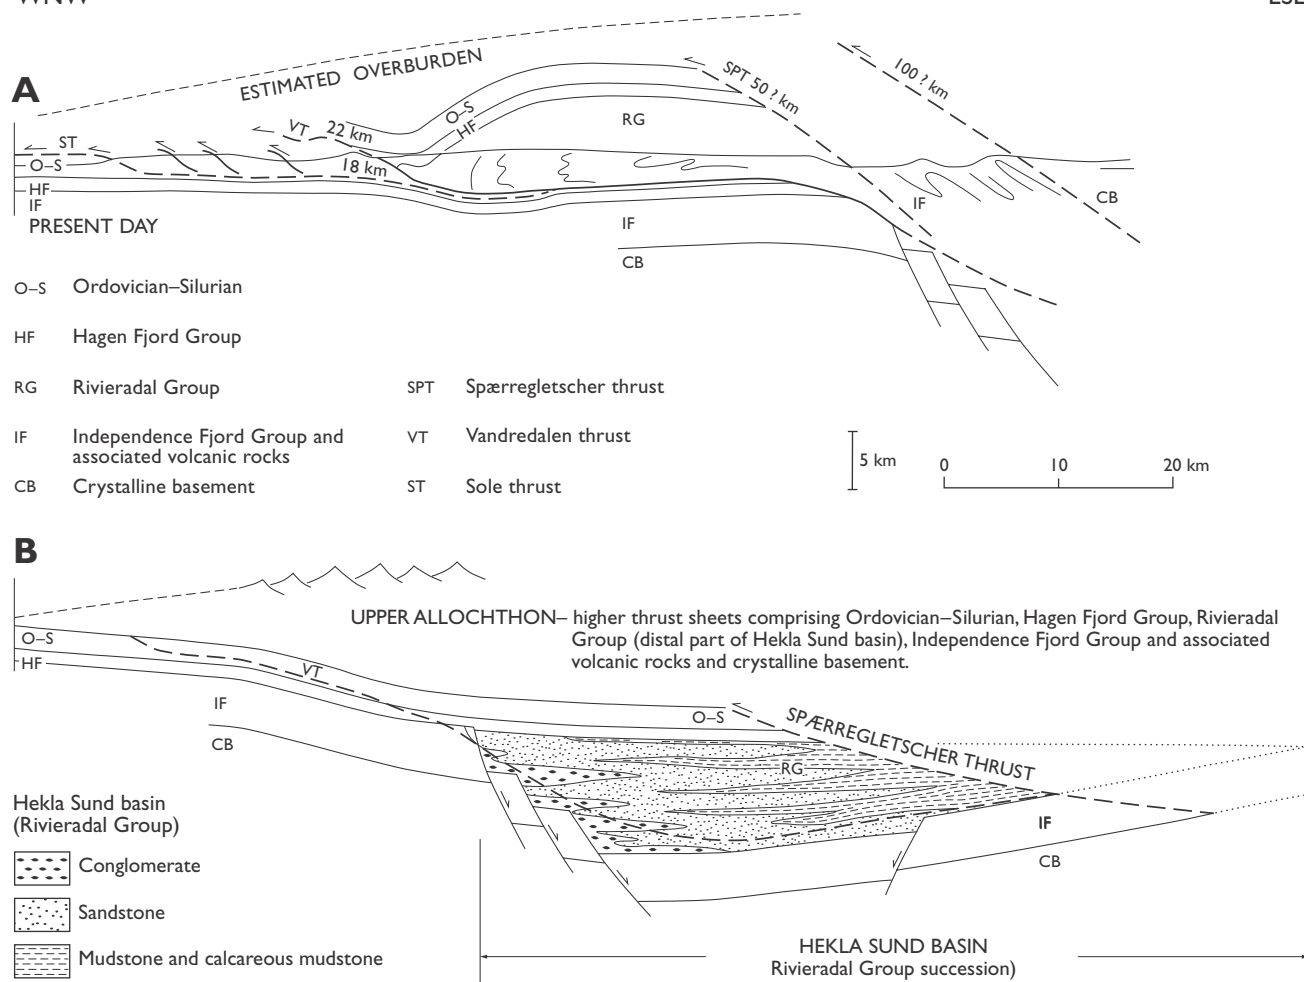 WNW
ESE
A
ESTIMATED OVERBURDEN
SPT 50 ? km
100 ? km
O–S
HF
RG
VT
22 km
ST
O–S
18 km
HF
IF
IF
CB
PRESENT DAY
IF
CB
O–S Ordovician–Silurian
HF Hagen Fjord Group
RG Rivieradal Group
SPT Spærregletscher thrust
IF Independence Fjord Group and
associated volcanic rocks
VT Vandredalen thrust
CB Crystalline basement
ST Sole thrust
5 km
0 10 20 km
B
UPPER ALLOCHTHON– higher thrust sheets comprising Ordovician–Silurian, Hagen Fjord Group, Rivieradal
Group (distal part of Hekla Sund basin), Independence Fjord Group and associated
volcanic rocks and crystalline basement.
O–S
HF
VT
IF
CB
O–S
SPÆRREGLETSCHER THRUST
RG
IF
CB
Hekla Sund basin
(Rivieradal Group)
Conglomerate
Sandstone
Mudstone and calcareous mudstone
HEKLA SUND BASIN
Rivieradal Group succession)